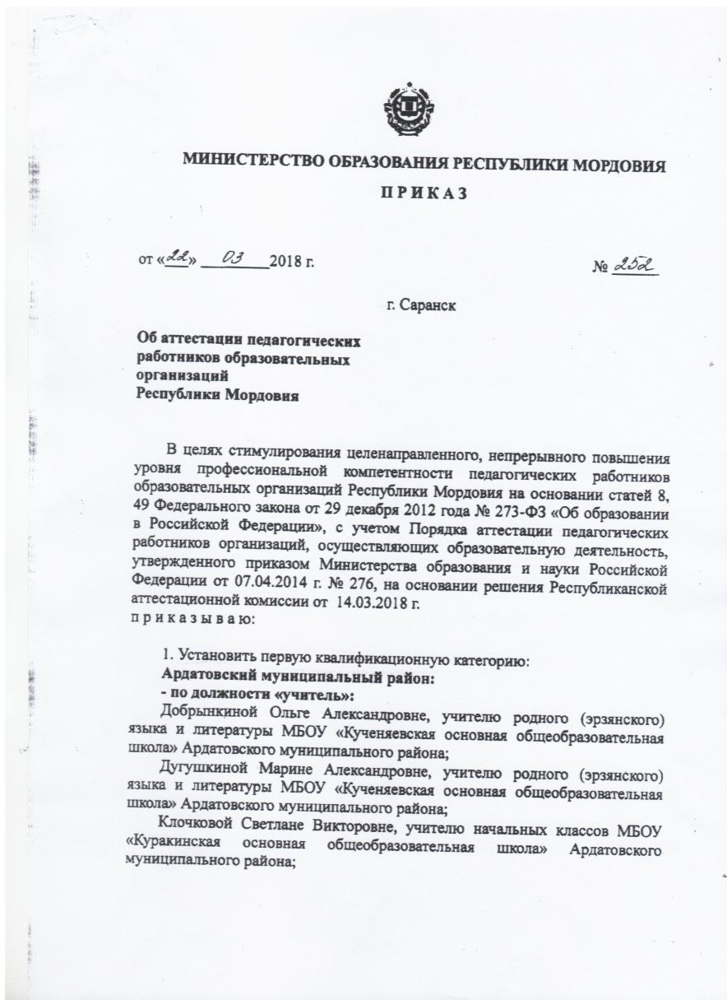 МИНИСТЕРСТВО ОБРАЗОВАНИЯ РЕСПУБЛИКИ МОРДОВИЯ
П Р И К А З
от «22» 03 2018 г.
№ 252
г. Саранск
Об аттестации педагогических
работников образовательных
организаций
Республики Мордовия
В целях стимулирования целенаправленного, непрерывного повышения
уровня профессиональной компетентности педагогических работников
образовательных организаций Республики Мордовия на основании статей 8,
49 Федерального закона от 29 декабря 2012 года № 273-ФЗ «Об образовании
в Российской Федерации», с учетом Порядка аттестации педагогических
работников организаций, осуществляющих образовательную деятельность,
утвержденного приказом Министерства образования и науки Российской
Федерации от 07.04.2014 г. № 276, на основании решения Республиканской
аттестационной комиссии от 14.03.2018 г.
п р и к а з ы в а ю:
1. Установить первую квалификационную категорию:
Ардатовский муниципальный район:
- по должности «учитель»:
Добрынкиной Ольге Александровне, учителю родного (эрзянского)
языка и литературы МБОУ «Кученяевская основная общеобразовательная
школа» Ардатовского муниципального района;
Дугушкиной Марине Александровне, учителю родного (эрзянского)
языка и литературы МБОУ «Кученяевская основная общеобразовательная
школа» Ардатовского муниципального района;
Клочковой Светлане Викторовне, учителю начальных классов МБОУ
«Куракинская основная общеобразовательная школа» Ардатовского
муниципального района;